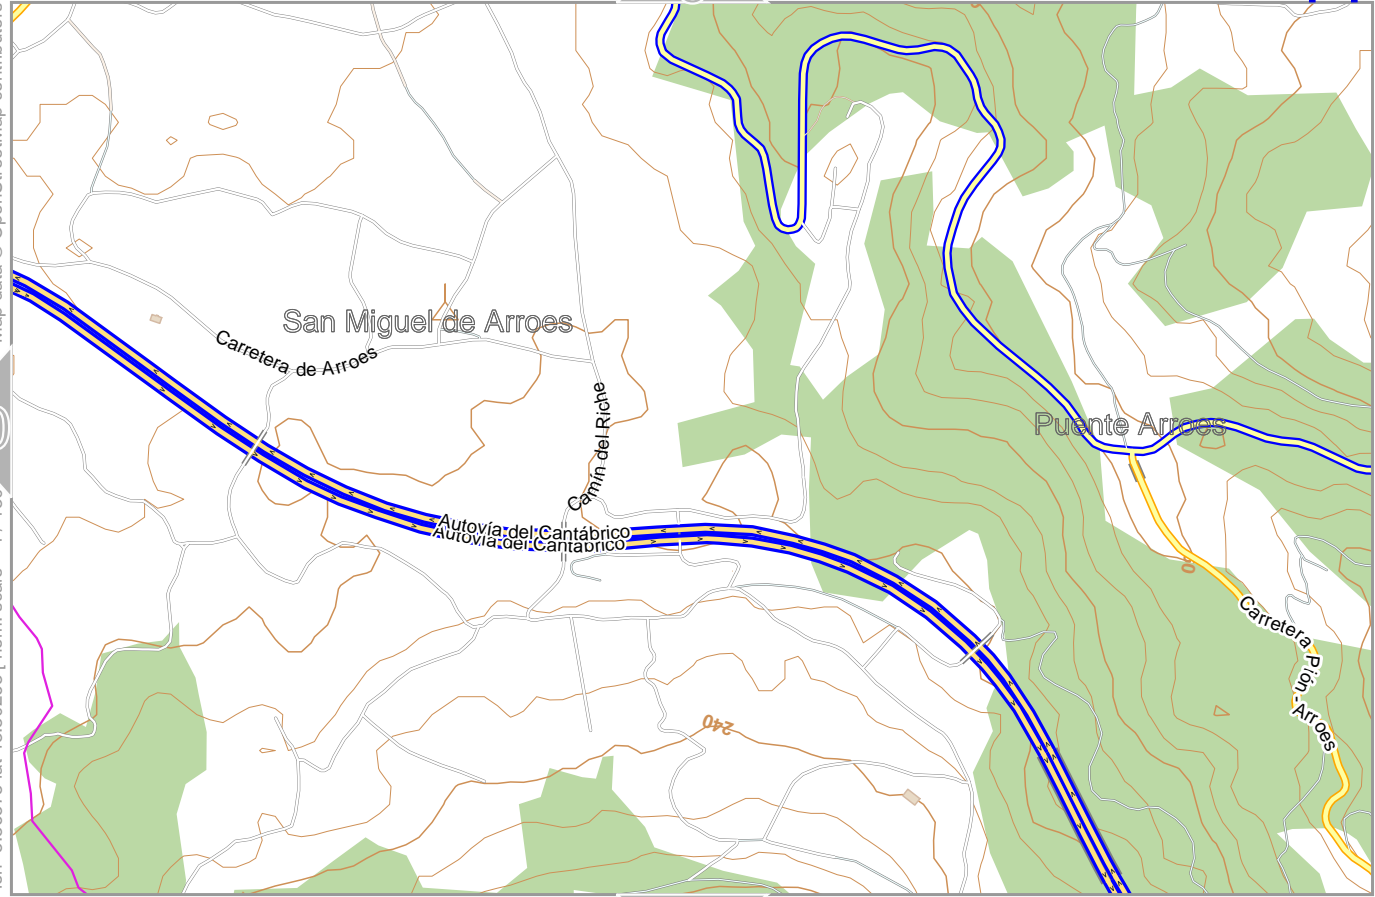 San Miguel de Arroes
Carretera de Arroes
Camín del Riche
Puente Arroes
Autovía del Cantábrico
Autovía del Cantábrico
Carretera Pión - Arroes
240